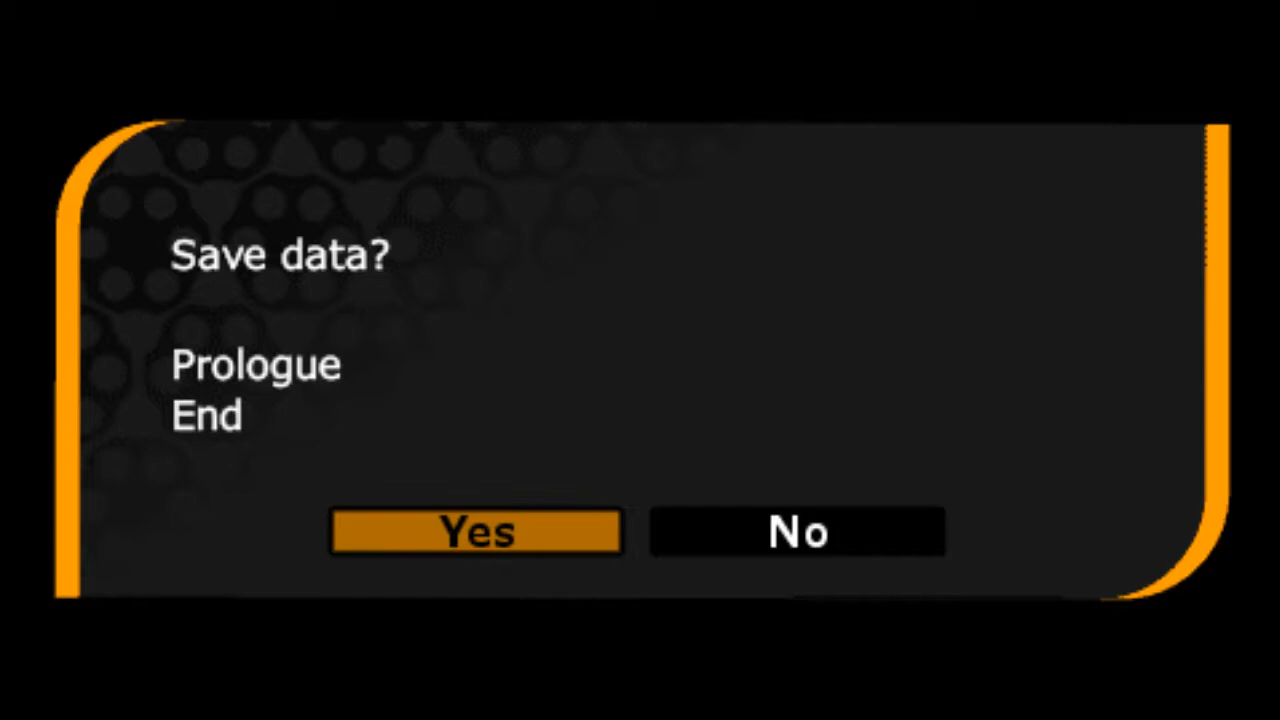 Save data?
Prologue
End
Yes No